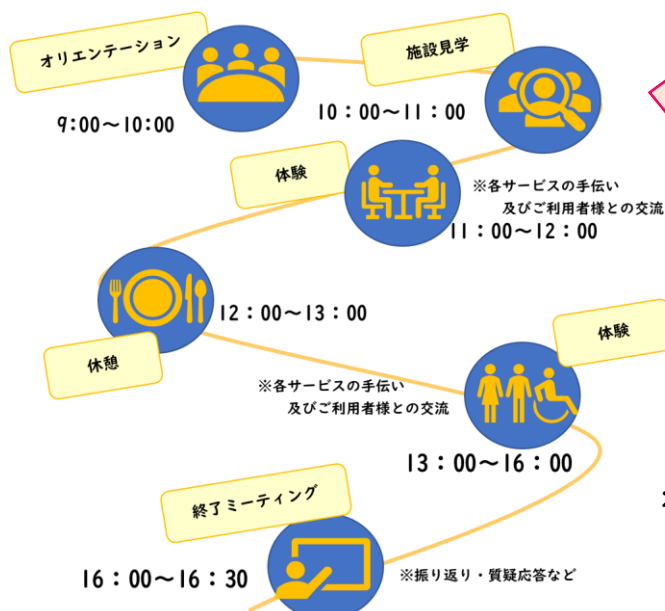 オリエンテーション
9:00～10:00
施設見学
10：00～11：00
体験
※各サービスの手伝い
及びご利用者様との交流
11：00～12：00
12：00～13：00
休憩
体験
※各サービスの手伝い
及びご利用者様との交流
13：00～16：00
終了ミーティング
16：00～16：30
※振り返り・質疑応答など